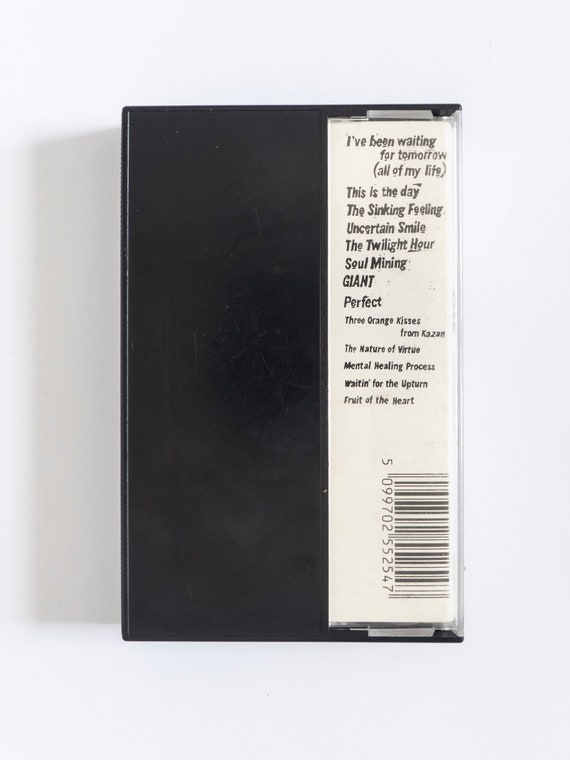 I've been waiting
for tomorrow
(all of my life)
This is the day
The Sinking Feeling
Uncertain Smile
The Twilight Hour
Soul Mining
GIANT
Perfect
Three Orange Kisses
from Kazan
The Nature of Virtue
Mental Healing Process
Waitin' for the Upturn
Fruit of the Heart
5 099702 552547